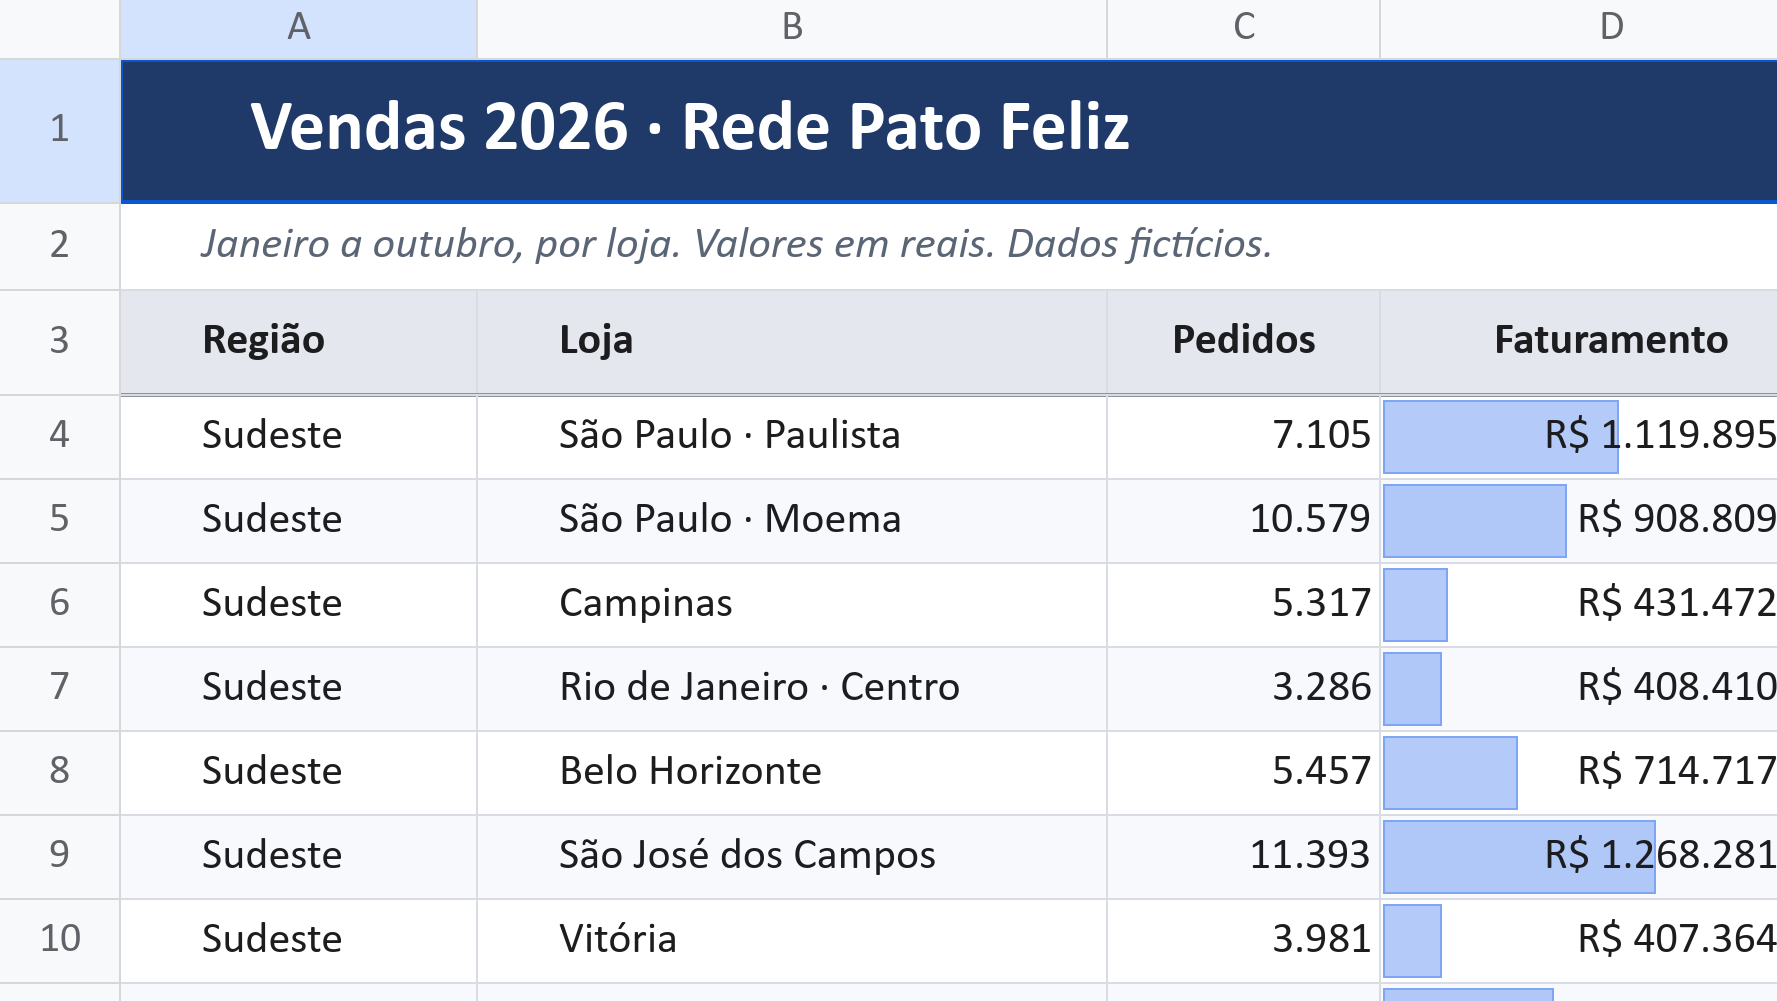 A B C D
1 Vendas 2026 · Rede Pato Feliz
2 Janeiro a outubro, por loja. Valores em reais. Dados fictícios.
3 Região Loja Pedidos Faturamento
4 Sudeste São Paulo · Paulista 7.105 R$ 1.119.895
5 Sudeste São Paulo · Moema 10.579 R$ 908.809
6 Sudeste Campinas 5.317 R$ 431.472
7 Sudeste Rio de Janeiro · Centro 3.286 R$ 408.410
8 Sudeste Belo Horizonte 5.457 R$ 714.717
9 Sudeste São José dos Campos 11.393 R$ 1.268.281
10 Sudeste Vitória 3.981 R$ 407.364